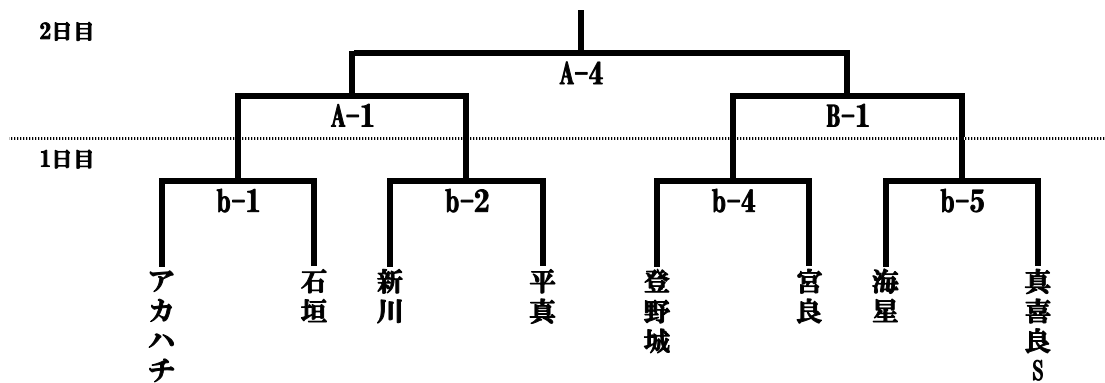 2日目
A-4
A-1
B-1
1日目
b-1
b-2
b-4
b-5
アカハチ
石垣
新川
平真
登野城
宮良
海星
真喜良S